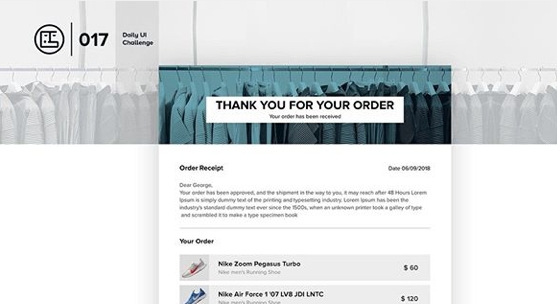 017
Daily UI
Challenge
THANK YOU FOR YOUR ORDER
Your order has been received
Order Receipt
Date 06/09/2018
Dear George,
Your order has been approved, and the shipment in the way to you, it may reach after 48 Hours Lorem
Ipsum is simply dummy text of the printing and typesetting industry. Lorem Ipsum has been the
industry's standard dummy text ever since the 1500s, when an unknown printer took a galley of type
and scrambled it to make a type specimen book
Your Order
Nike Zoom Pegasus Turbo
Nike men's Running Shoe
$ 60
Nike Air Force 1 '07 LV8 JDI LNTC
Nike men's Running Shoe
$ 120